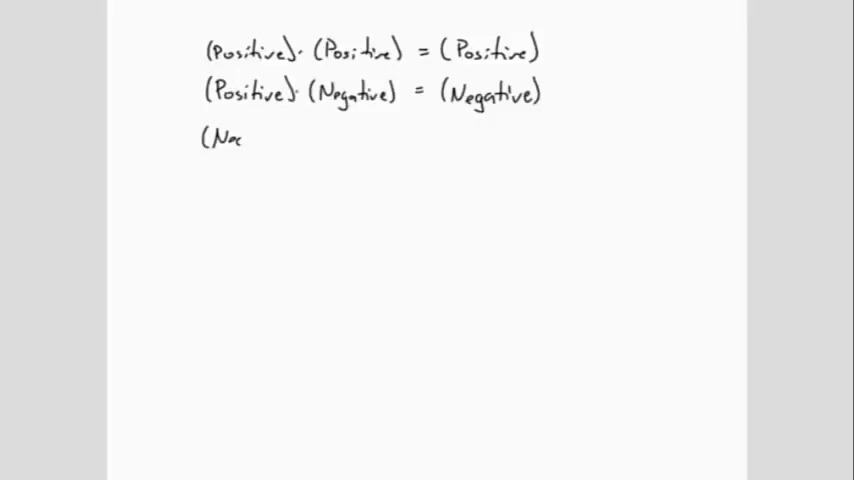 (Positive) · (Positive) = (Positive)
(Positive) · (Negative) = (Negative)